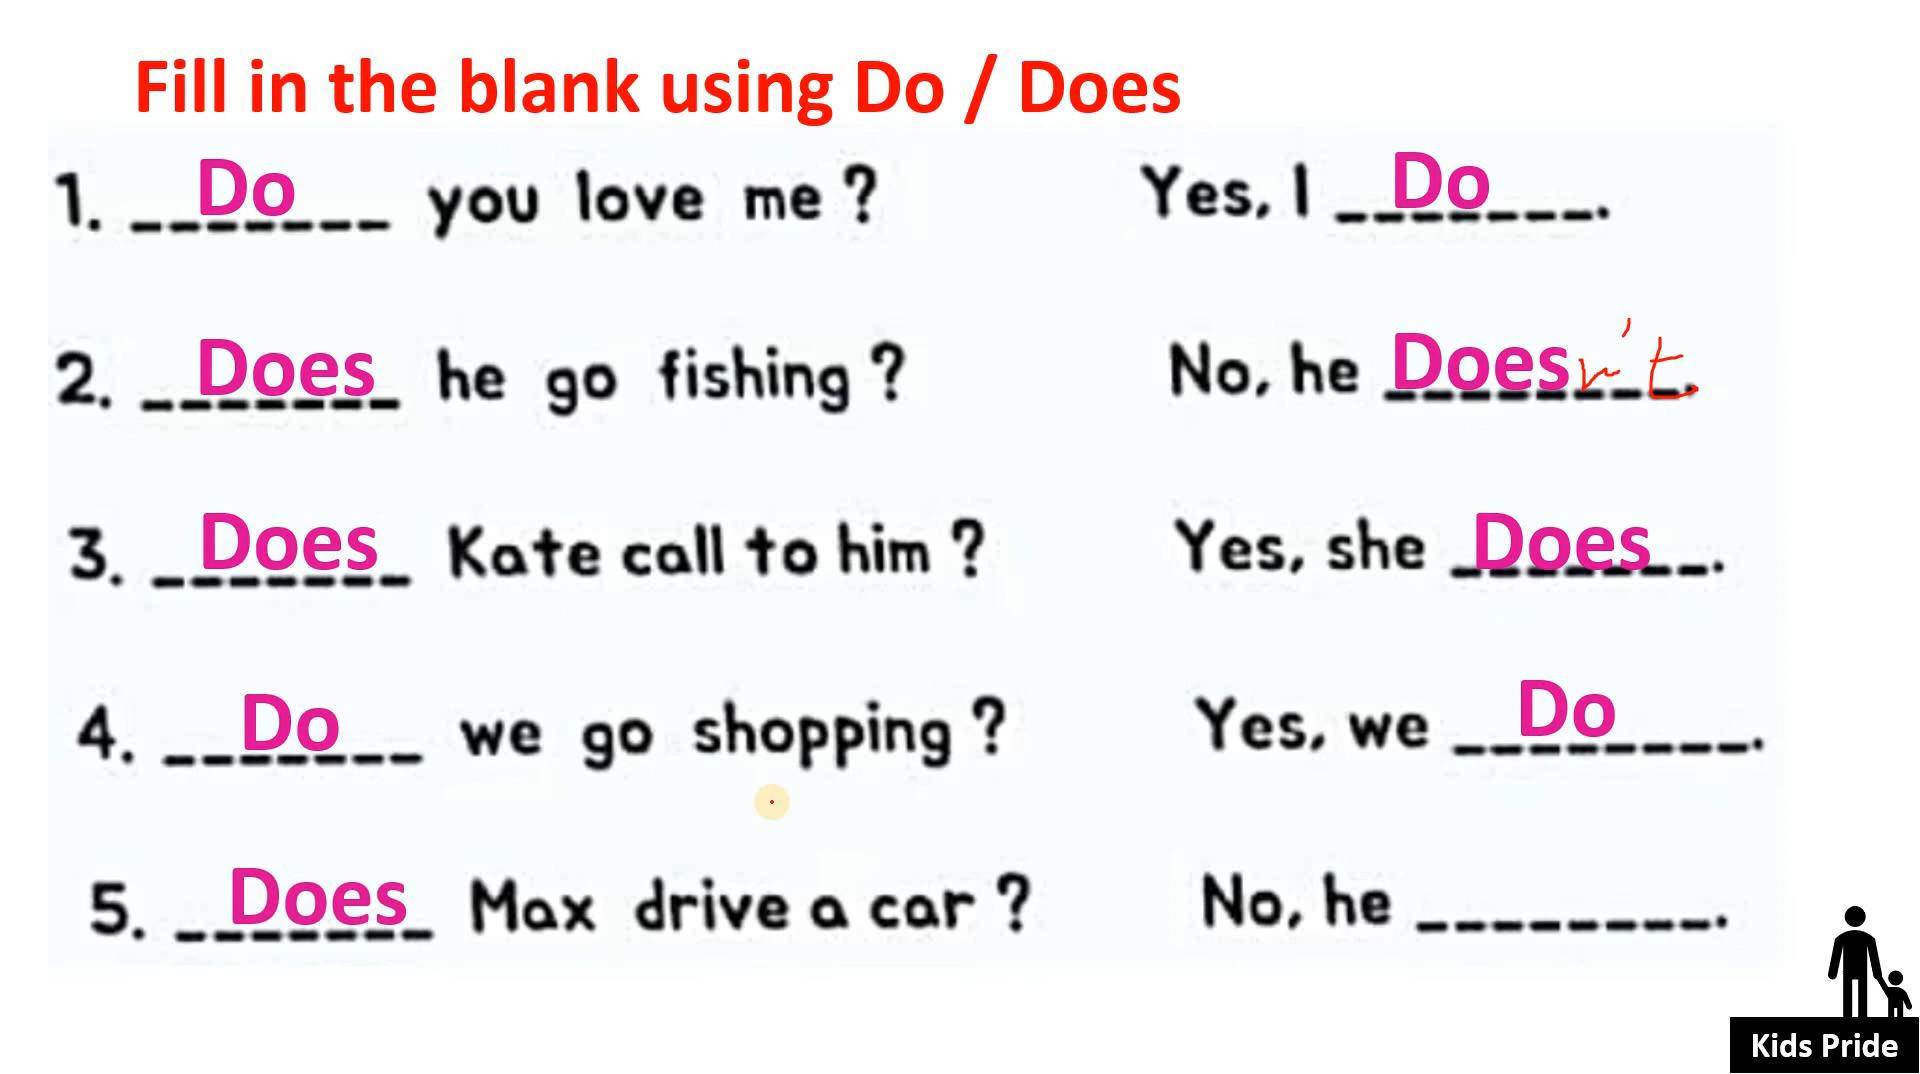 Fill in the blank using Do / Does
1. Do you love me ? Yes, I Do.
2. Does he go fishing ? No, he Doesn't.
3. Does Kate call to him ? Yes, she Does.
4. Do we go shopping ? Yes, we Do.
5. Does Max drive a car ? No, he _ _ _ _ _ _ _ _.
Kids Pride